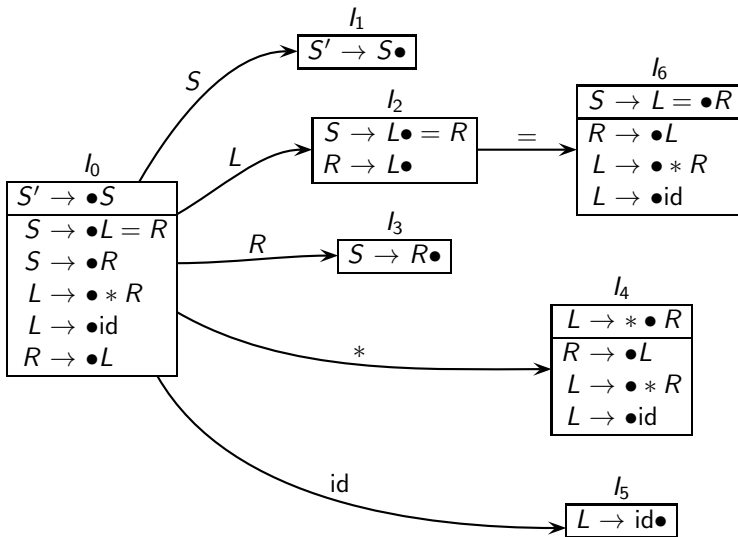 I₀
S′ → •S
S → •L = R
S → •R
L → • * R
L → •id
R → •L
S
I₁
S′ → S•
L
I₂
S → L• = R
R → L•
=
I₆
S → L = •R
R → •L
L → • * R
L → •id
R
I₃
S → R•
*
I₄
L → * • R
R → •L
L → • * R
L → •id
id
I₅
L → id•